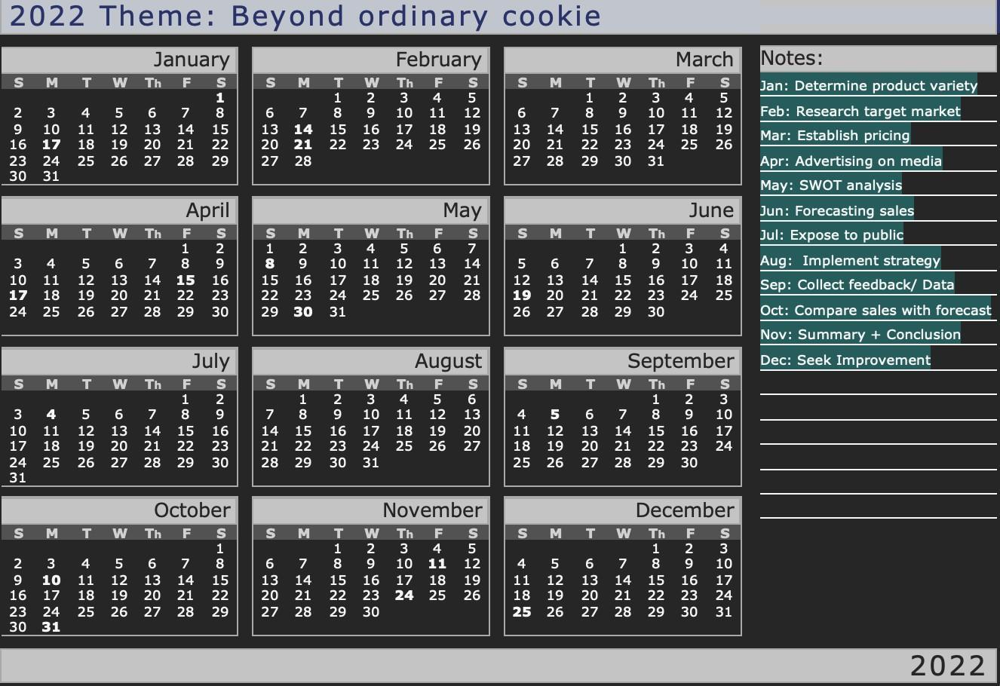 2022 Theme: Beyond ordinary cookie
January
S M T W Th F S
1
2 3 4 5 6 7 8
9 10 11 12 13 14 15
16 17 18 19 20 21 22
23 24 25 26 27 28 29
30 31
February
S M T W Th F S
1 2 3 4 5
6 7 8 9 10 11 12
13 14 15 16 17 18 19
20 21 22 23 24 25 26
27 28
March
S M T W Th F S
1 2 3 4 5
6 7 8 9 10 11 12
13 14 15 16 17 18 19
20 21 22 23 24 25 26
27 28 29 30 31
April
S M T W Th F S
1 2
3 4 5 6 7 8 9
10 11 12 13 14 15 16
17 18 19 20 21 22 23
24 25 26 27 28 29 30
May
S M T W Th F S
1 2 3 4 5 6 7
8 9 10 11 12 13 14
15 16 17 18 19 20 21
22 23 24 25 26 27 28
29 30 31
June
S M T W Th F S
1 2 3 4
5 6 7 8 9 10 11
12 13 14 15 16 17 18
19 20 21 22 23 24 25
26 27 28 29 30
July
S M T W Th F S
1 2
3 4 5 6 7 8 9
10 11 12 13 14 15 16
17 18 19 20 21 22 23
24 25 26 27 28 29 30
31
August
S M T W Th F S
1 2 3 4 5 6
7 8 9 10 11 12 13
14 15 16 17 18 19 20
21 22 23 24 25 26 27
28 29 30 31
September
S M T W Th F S
1 2 3
4 5 6 7 8 9 10
11 12 13 14 15 16 17
18 19 20 21 22 23 24
25 26 27 28 29 30
October
S M T W Th F S
1
2 3 4 5 6 7 8
9 10 11 12 13 14 15
16 17 18 19 20 21 22
23 24 25 26 27 28 29
30 31
November
S M T W Th F S
1 2 3 4 5
6 7 8 9 10 11 12
13 14 15 16 17 18 19
20 21 22 23 24 25 26
27 28 29 30
December
S M T W Th F S
1 2 3
4 5 6 7 8 9 10
11 12 13 14 15 16 17
18 19 20 21 22 23 24
25 26 27 28 29 30 31
Notes:
Jan: Determine product variety
Feb: Research target market
Mar: Establish pricing
Apr: Advertising on media
May: SWOT analysis
Jun: Forecasting sales
Jul: Expose to public
Aug:  Implement strategy
Sep: Collect feedback/ Data
Oct: Compare sales with forecast
Nov: Summary + Conclusion
Dec: Seek Improvement
2022